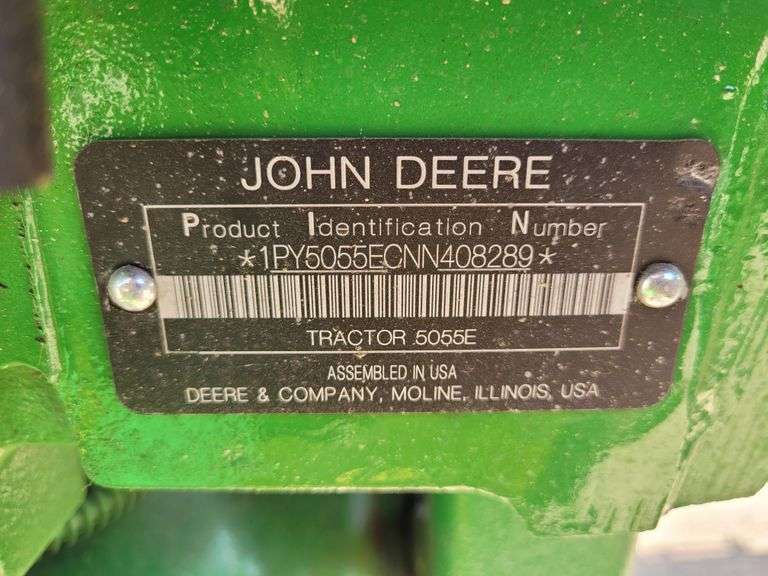 JOHN DEERE
Product Identification Number
*1PY5055ECNN408289*
TRACTOR 5055E
ASSEMBLED IN USA
DEERE & COMPANY, MOLINE, ILLINOIS, USA